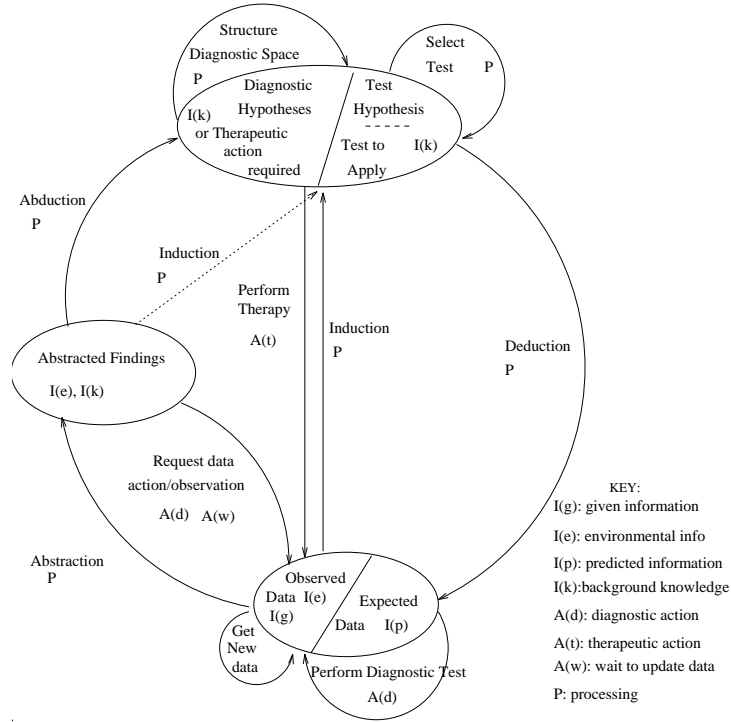 Structure
Diagnostic Space
P
Select
Test P
Diagnostic
Hypotheses
I(k)
or Therapeutic
action
required
Test
Hypothesis
-----
Test to I(k)
Apply
Abduction
P
Induction
P
Perform
Therapy
A(t)
Induction
P
Deduction
P
Abstracted Findings
I(e), I(k)
Request data
action/observation
A(d) A(w)
Abstraction
P
Observed
Data I(e)
I(g)
Expected
Data I(p)
Get
New
data
Perform Diagnostic Test
A(d)
KEY:
I(g): given information
I(e): environmental info
I(p): predicted information
I(k):background knowledge
A(d): diagnostic action
A(t): therapeutic action
A(w): wait to update data
P: processing